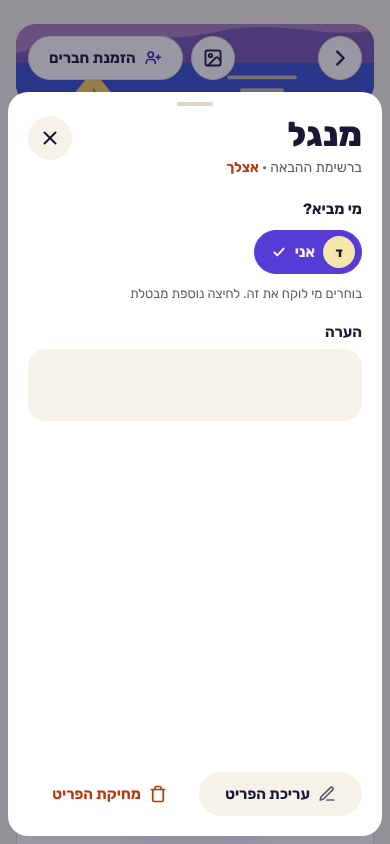 הזמנת חברים
מנגל
ברשימת ההבאה · אצלך
מי מביא?
ד אני
בוחרים מי לוקח את זה. לחיצה נוספת מבטלת
הערה
עריכת הפריט
מחיקת הפריט